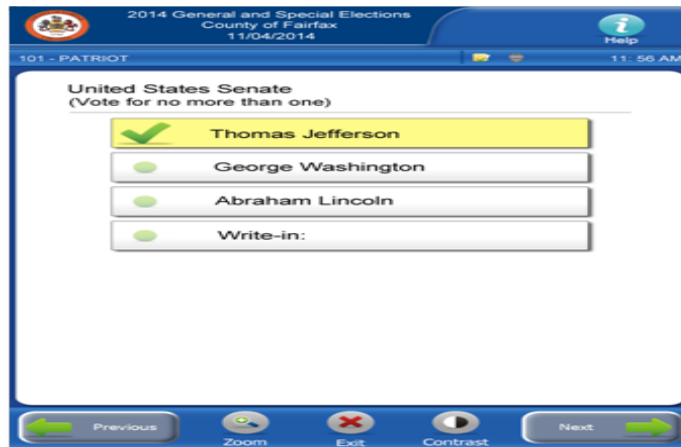 2014 General and Special Elections
County of Fairfax
11/04/2014
Help
101 - PATRIOT
11: 56 AM
United States Senate
(Vote for no more than one)
Thomas Jefferson
George Washington
Abraham Lincoln
Write-in:
Previous
Zoom
Exit
Contrast
Next